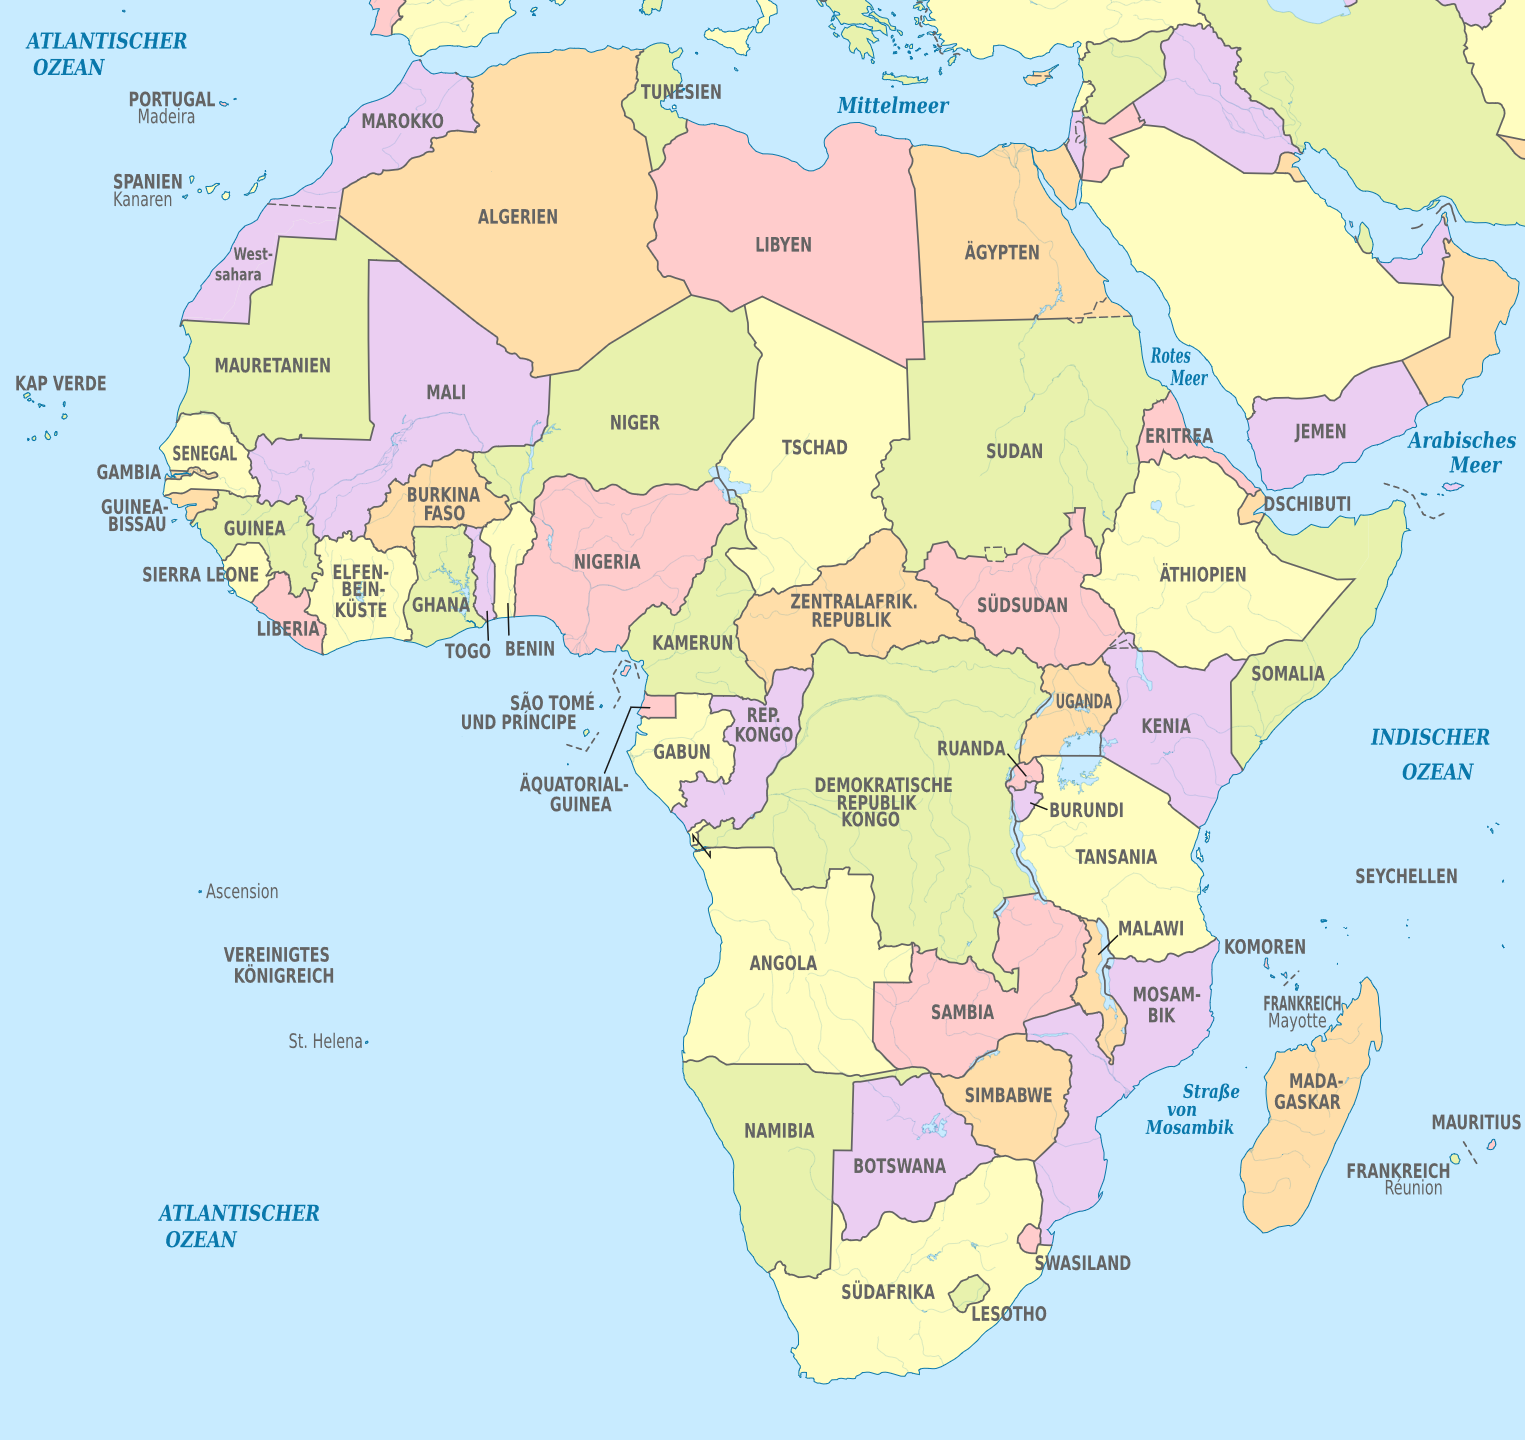 ATLANTISCHER
OZEAN
PORTUGAL
Madeira
SPANIEN
Kanaren
MAROKKO
TUNESIEN
Mittelmeer
ALGERIEN
LIBYEN
ÄGYPTEN
West-
sahara
MAURETANIEN
KAP VERDE
MALI
NIGER
TSCHAD
SUDAN
Rotes
Meer
ERITREA
JEMEN
Arabisches
Meer
SENEGAL
GAMBIA
GUINEA-
BISSAU
GUINEA
BURKINA
FASO
DSCHIBUTI
SIERRA LEONE
LIBERIA
ELFEN-
BEIN-
KÜSTE
GHANA
TOGO
BENIN
NIGERIA
ZENTRALAFRIK.
REPUBLIK
SÜDSUDAN
ÄTHIOPIEN
KAMERUN
SOMALIA
SÃO TOMÉ
UND PRÍNCIPE
ÄQUATORIAL-
GUINEA
GABUN
REP.
KONGO
UGANDA
KENIA
RUANDA
DEMOKRATISCHE
REPUBLIK
KONGO
BURUNDI
TANSANIA
INDISCHER
OZEAN
SEYCHELLEN
Ascension
VEREINIGTES
KÖNIGREICH
St. Helena
ANGOLA
MALAWI
KOMOREN
SAMBIA
MOSAM-
BIK
FRANKREICH
Mayotte
SIMBABWE
MADA-
GASKAR
Straße
von
Mosambik
MAURITIUS
NAMIBIA
BOTSWANA
FRANKREICH
Réunion
ATLANTISCHER
OZEAN
SWASILAND
SÜDAFRIKA
LESOTHO